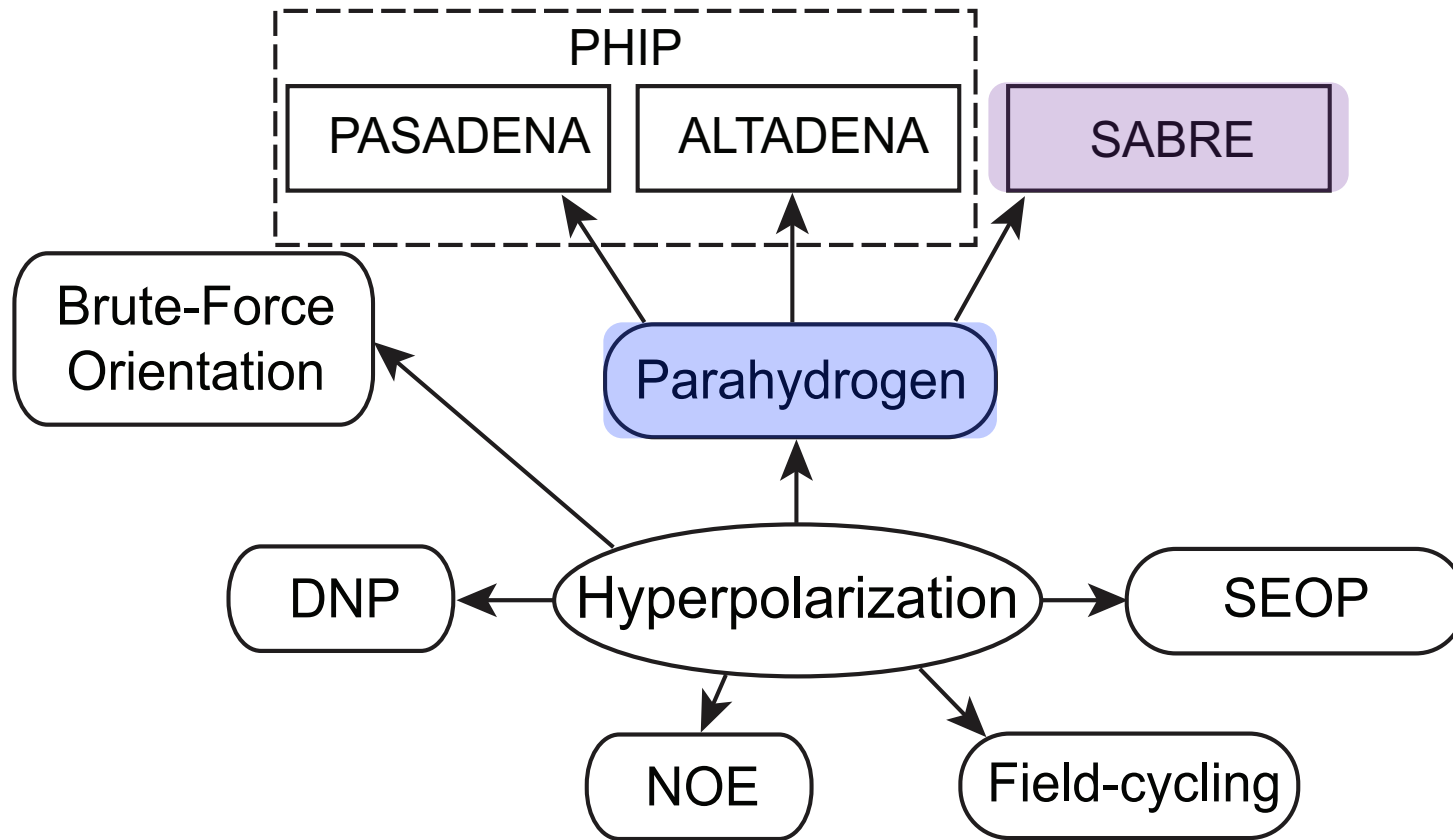 PHIP
PASADENA
ALTADENA
SABRE
Brute-Force
Orientation
Parahydrogen
DNP
Hyperpolarization
SEOP
NOE
Field-cycling